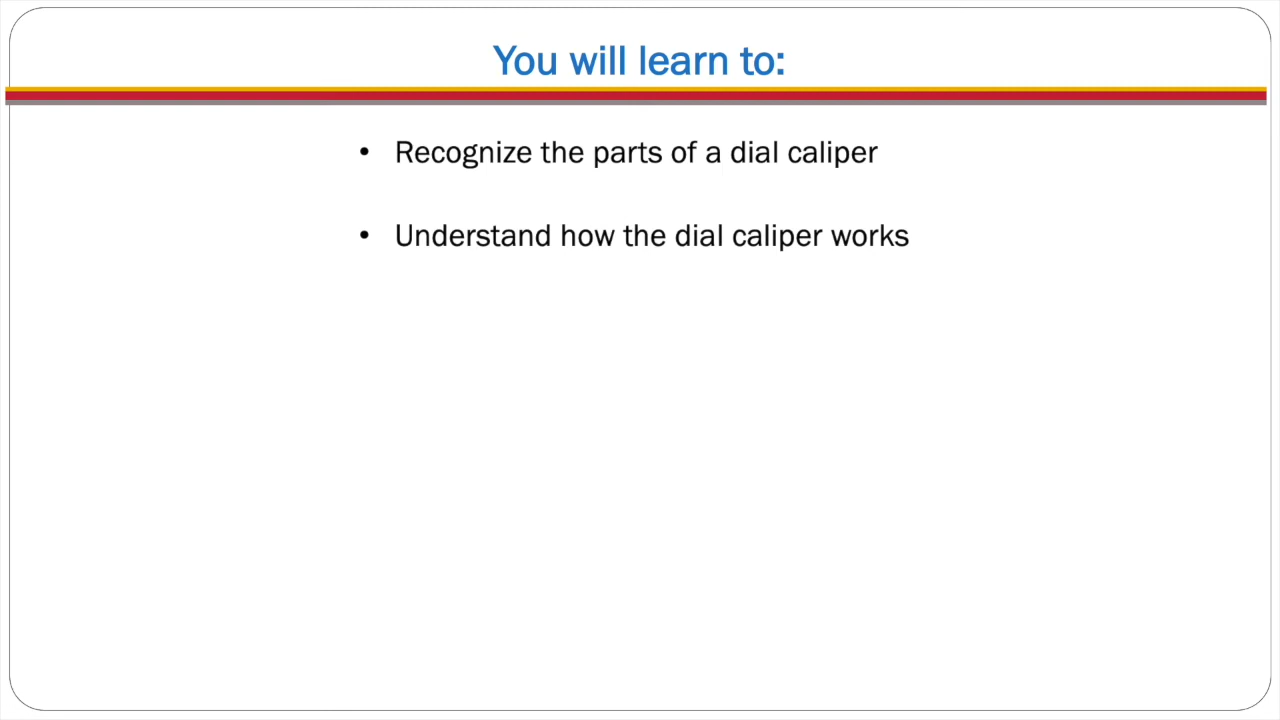 You will learn to:
• Recognize the parts of a dial caliper
• Understand how the dial caliper works